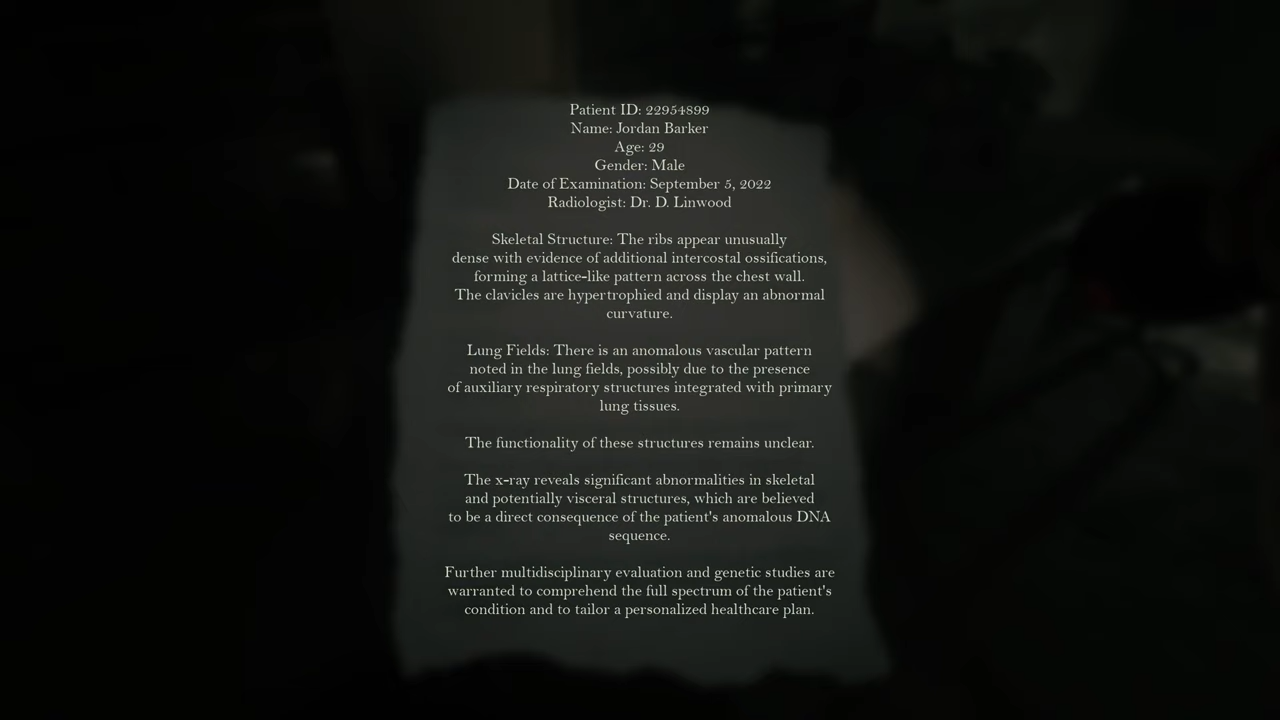 Patient ID: 22954899
Name: Jordan Barker
Age: 29
Gender: Male
Date of Examination: September 5, 2022
Radiologist: Dr. D. Linwood
Skeletal Structure: The ribs appear unusually
dense with evidence of additional intercostal ossifications,
forming a lattice-like pattern across the chest wall.
The clavicles are hypertrophied and display an abnormal
curvature.
Lung Fields: There is an anomalous vascular pattern
noted in the lung fields, possibly due to the presence
of auxiliary respiratory structures integrated with primary
lung tissues.
The functionality of these structures remains unclear.
The x-ray reveals significant abnormalities in skeletal
and potentially visceral structures, which are believed
to be a direct consequence of the patient's anomalous DNA
sequence.
Further multidisciplinary evaluation and genetic studies are
warranted to comprehend the full spectrum of the patient's
condition and to tailor a personalized healthcare plan.